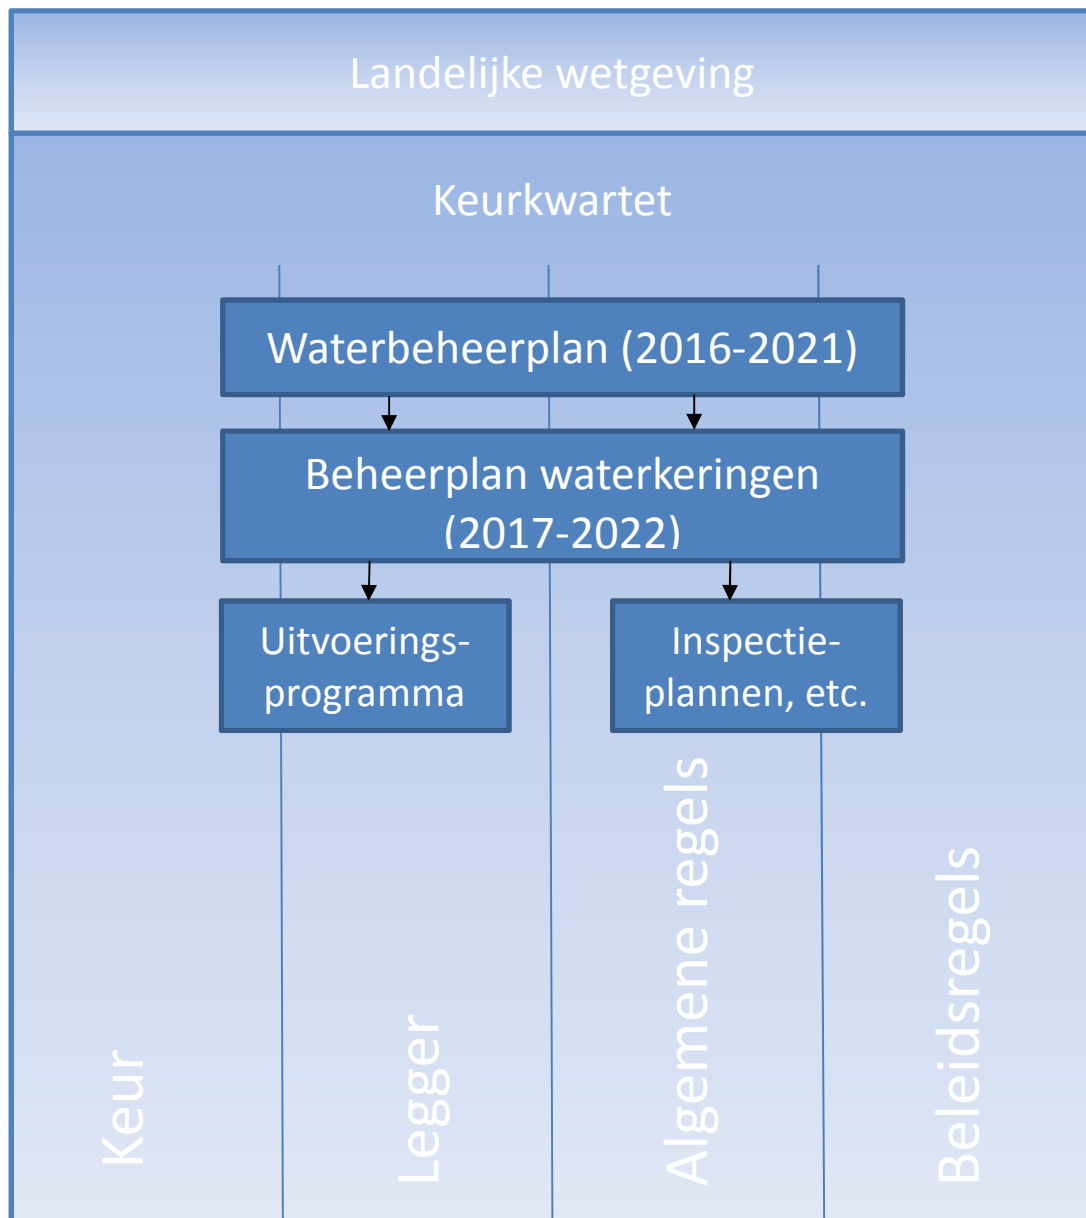 Landelijke wetgeving
Keurkwartet
Waterbeheerplan (2016-2021)
Beheerplan waterkeringen
(2017-2022)
Uitvoerings-
programma
Inspectie-
plannen, etc.
Keur
Legger
Algemene regels
Beleidsregels